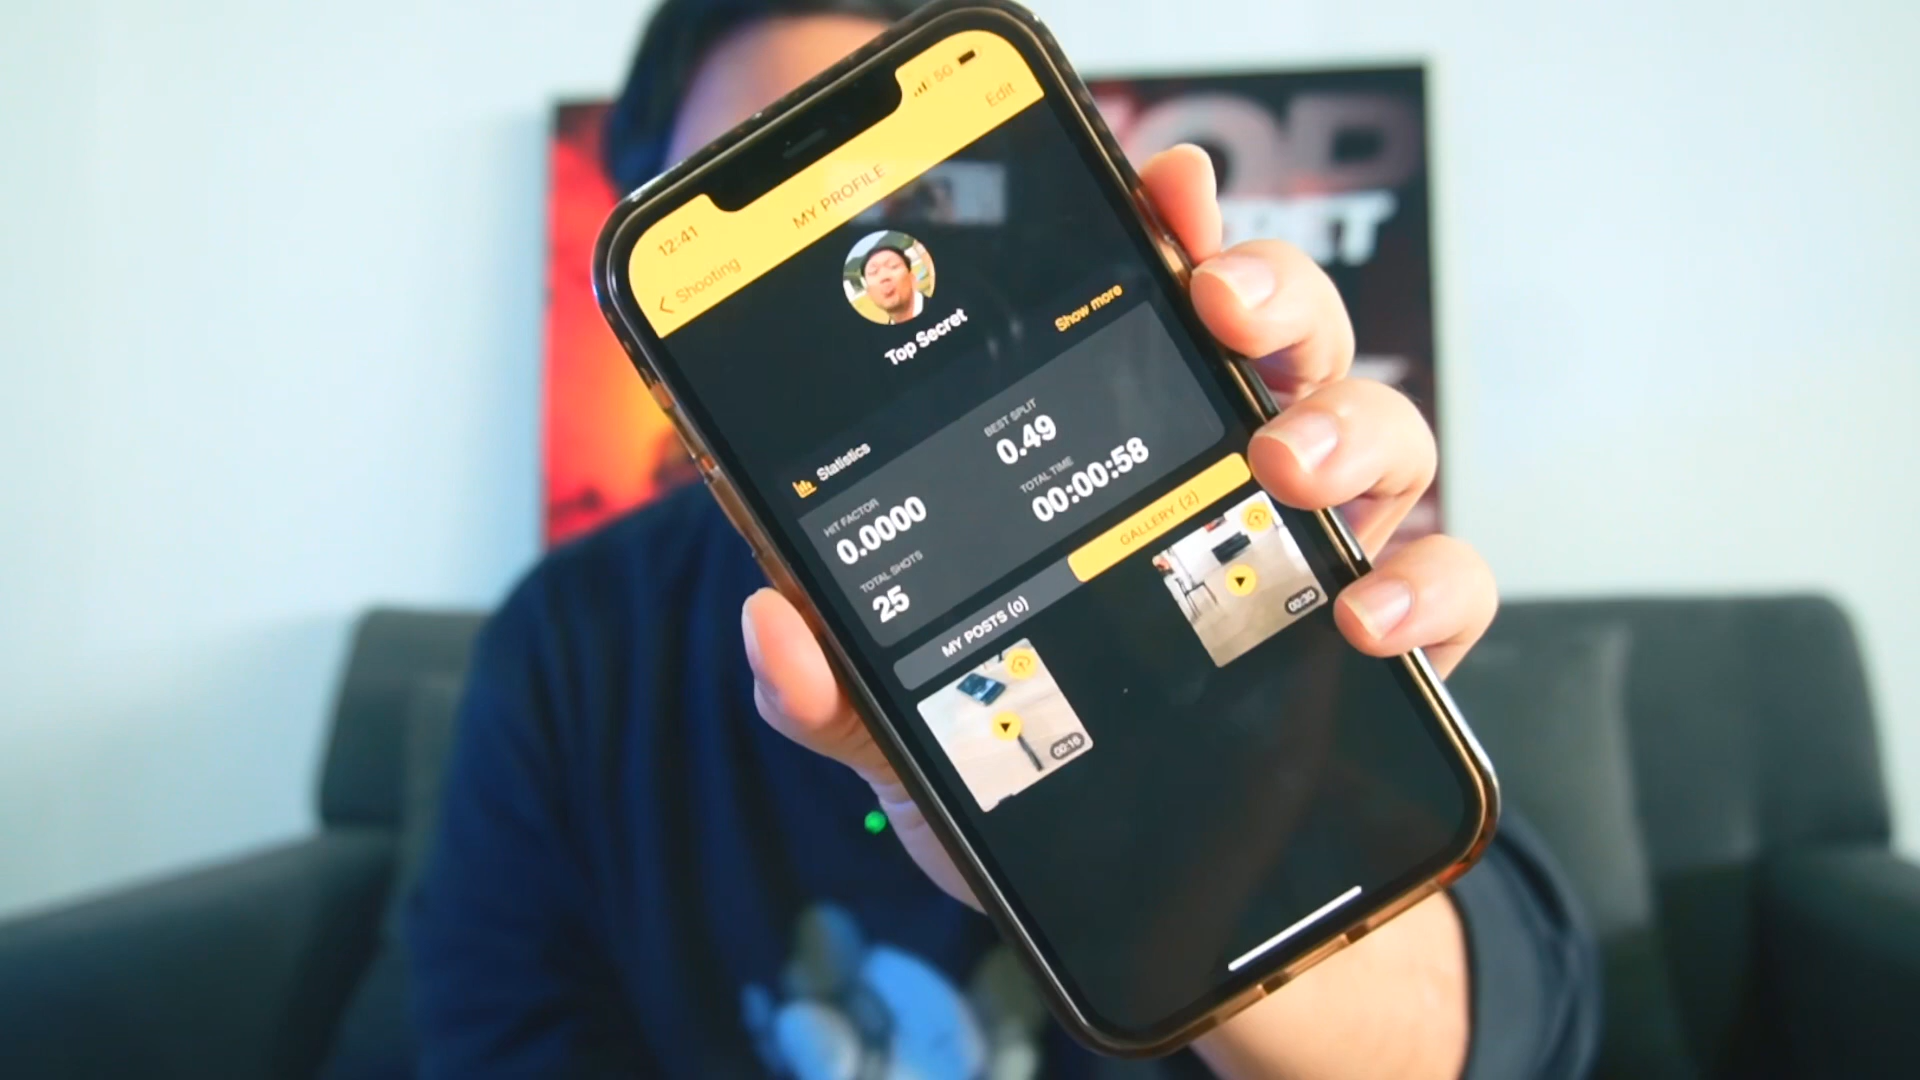 5G
12:41
MY PROFILE
Edit
Shooting
Top Secret
Statistics
Show more
HIT FACTOR
0.0000
BEST SPLIT
0.49
TOTAL SHOTS
25
TOTAL TIME
00:00:58
MY POSTS (0)
GALLERY (2)
00:16
00:30